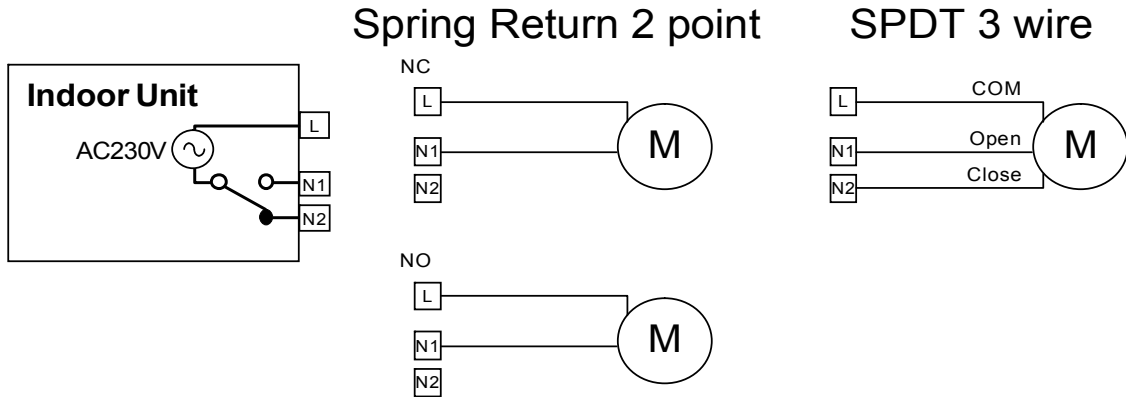 Spring Return 2 point
SPDT 3 wire
Indoor Unit
AC230V
L
N1
N2
NC
L
N1
N2
M
NO
L
N1
N2
M
L
N1
N2
COM
Open
Close
M